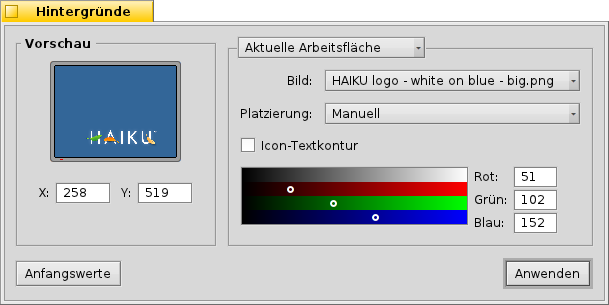 Hintergründe
Vorschau
HAIKU
X: 258 Y: 519
Aktuelle Arbeitsfläche
Bild: HAIKU logo - white on blue - big.png
Platzierung: Manuell
Icon-Textkontur
Rot: 51
Grün: 102
Blau: 152
Anfangswerte
Anwenden